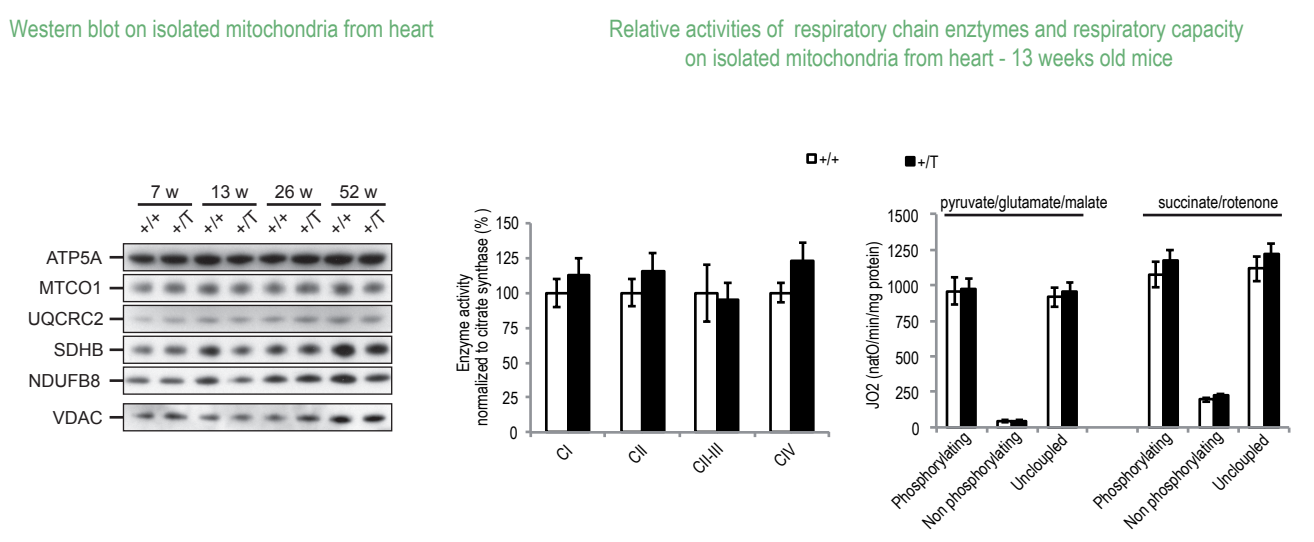 Western blot on isolated mitochondria from heart
Relative activities of  respiratory chain enztymes and respiratory capacity
on isolated mitochondria from heart - 13 weeks old mice
7 w 13 w 26 w 52 w
+/+ +/T +/+ +/T +/+ +/T +/+ +/T
ATP5A
MTCO1
UQCRC2
SDHB
NDUFB8
VDAC
+/+ +/T
Enzyme activity
normalized to citrate synthase (% )
150
125
100
75
50
25
0
CI CII CII-III CIV
pyruvate/glutamate/malate succinate/rotenone
JO2 (natO/min/mg protein)
1500
1250
1000
750
500
250
0
Phosphorylating Non phosphorylating Uncloupled Phosphorylating Non phosphorylating Uncloupled